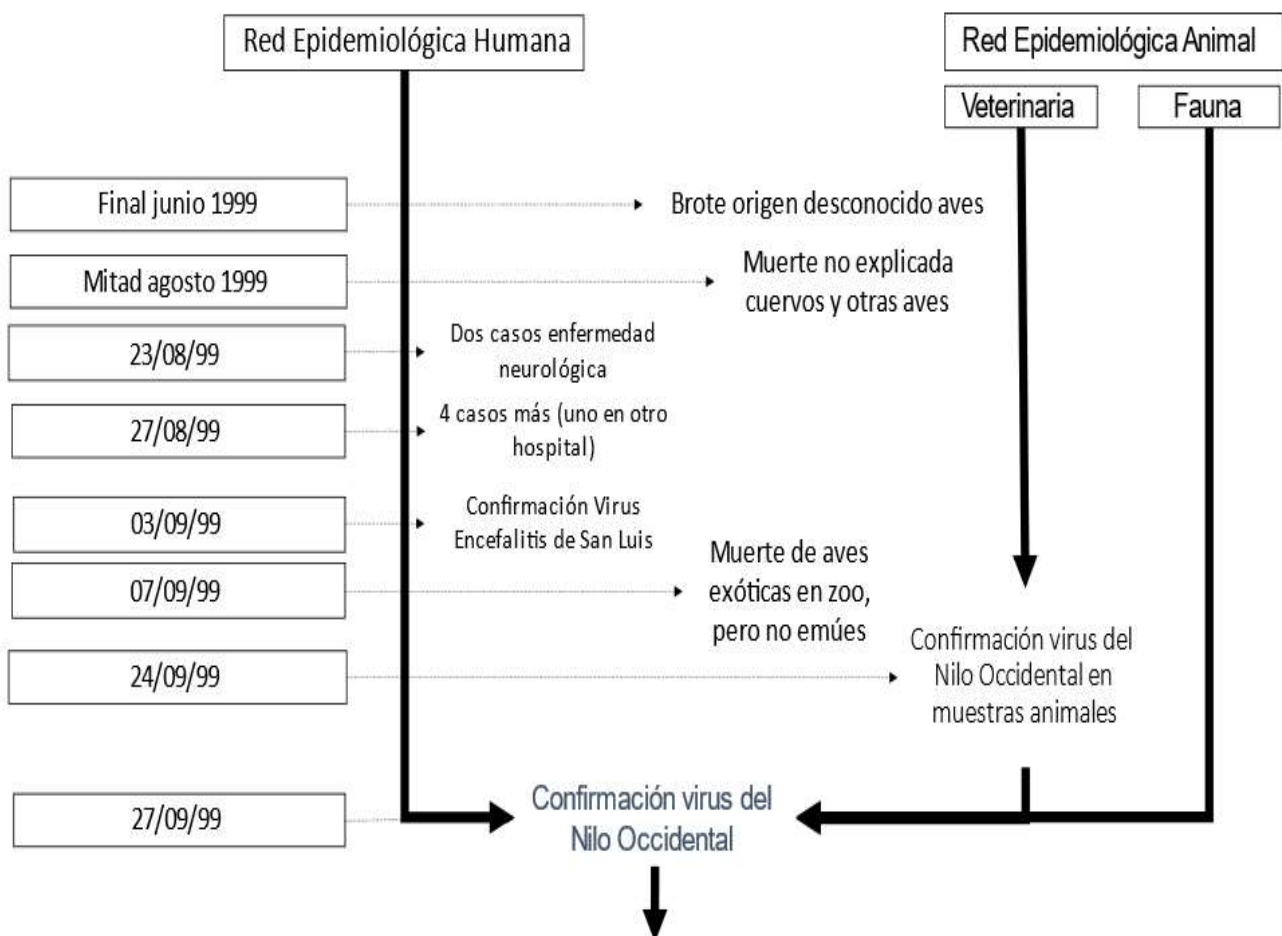 Red Epidemiológica Humana
Red Epidemiológica Animal
Veterinaria
Fauna
Final junio 1999
Brote origen desconocido aves
Mitad agosto 1999
Muerte no explicada
cuervos y otras aves
23/08/99
Dos casos enfermedad
neurológica
27/08/99
4 casos más (uno en otro
hospital)
03/09/99
Confirmación Virus
Encefalitis de San Luis
07/09/99
Muerte de aves
exóticas en zoo,
pero no emúes
24/09/99
Confirmación virus del
Nilo Occidental en
muestras animales
27/09/99
Confirmación virus del
Nilo Occidental